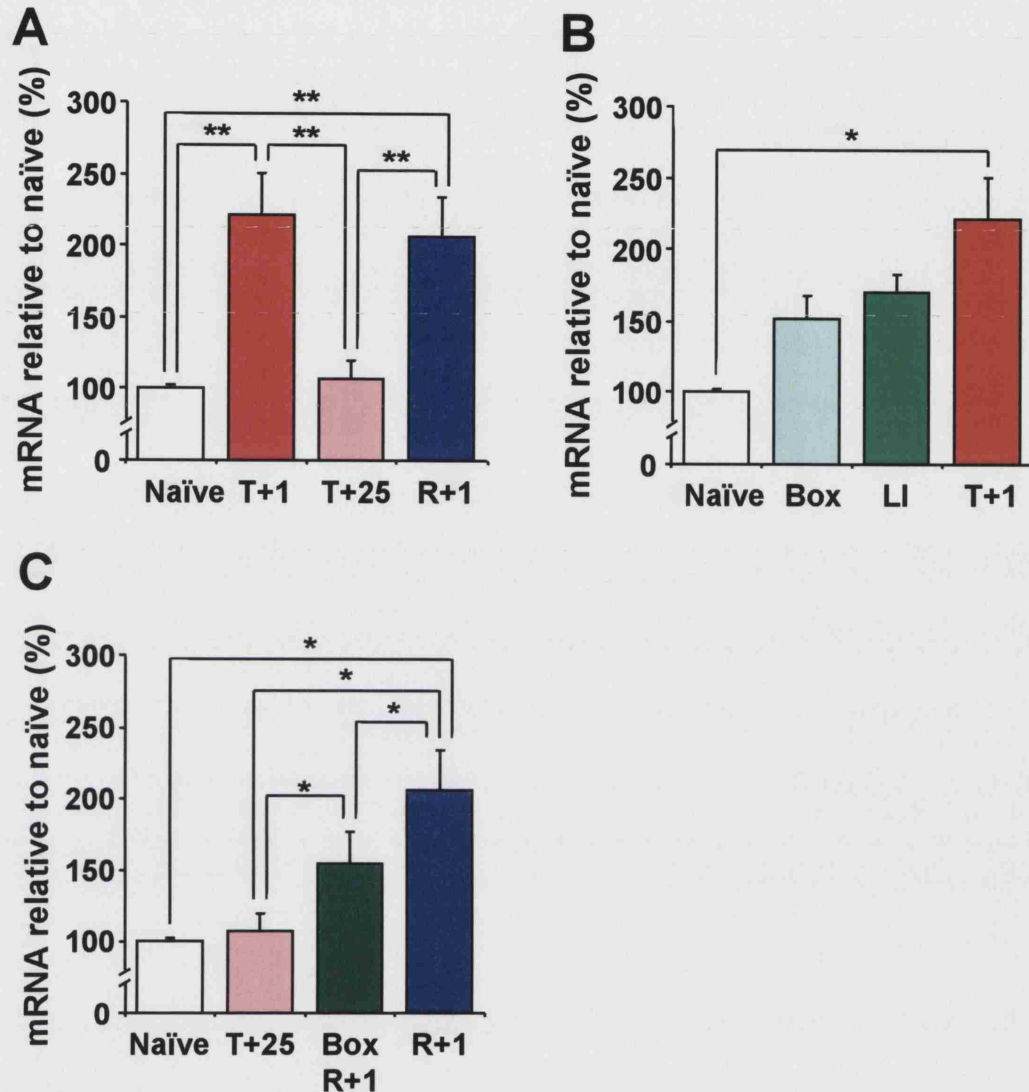 A
mRNA relative to naïve (%)
300
250
200
150
100
0
**
**
**
**
Naïve T+1 T+25 R+1
B
mRNA relative to naïve (%)
300
250
200
150
100
0
*
Naïve Box LI T+1
C
mRNA relative to naïve (%)
300
250
200
150
100
0
*
*
*
*
Naïve T+25 Box R+1
R+1